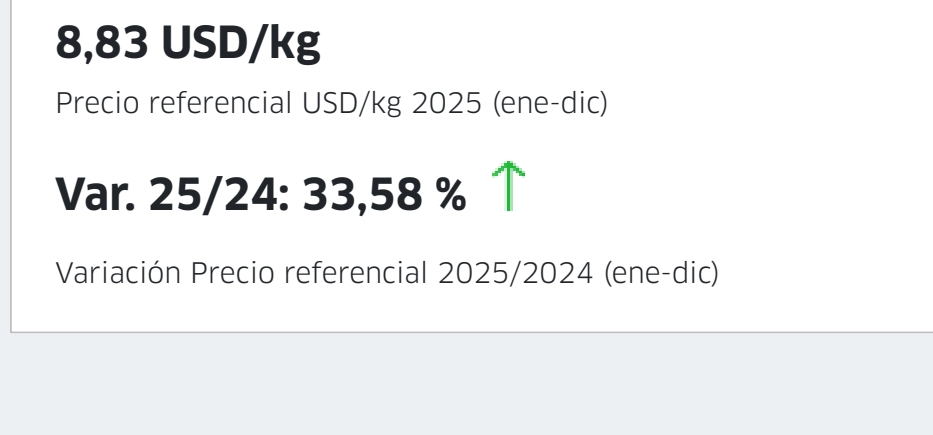 8,83 USD/kg
Precio referencial USD/kg 2025 (ene-dic)
Var. 25/24: 33,58 %
Variación Precio referencial 2025/2024 (ene-dic)